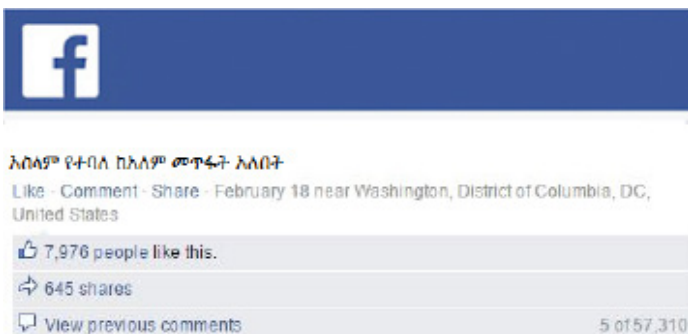 f
እስላም የተባለ ከአለም መጥፋት አለበት
Like · Comment · Share · February 18 near Washington, District of Columbia, DC,
United States
7,976 people like this.
645 shares
View previous comments 5 of 57,310